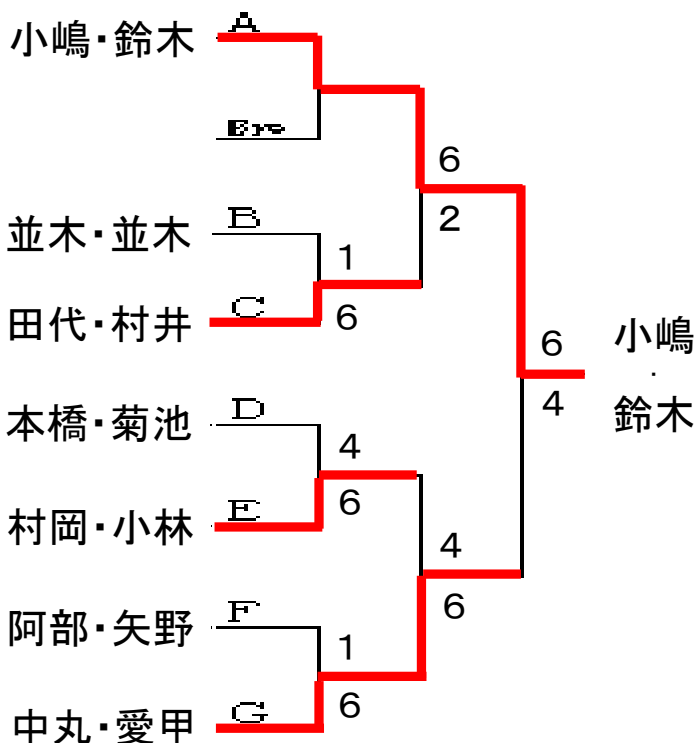 小嶋・鈴木 A
Bye
並木・並木 B
田代・村井 C
本橋・菊池 D
村岡・小林 E
阿部・矢野 F
中丸・愛甲 G
1
6
4
6
1
6
6
2
4
6
6
4
小嶋
・
鈴木